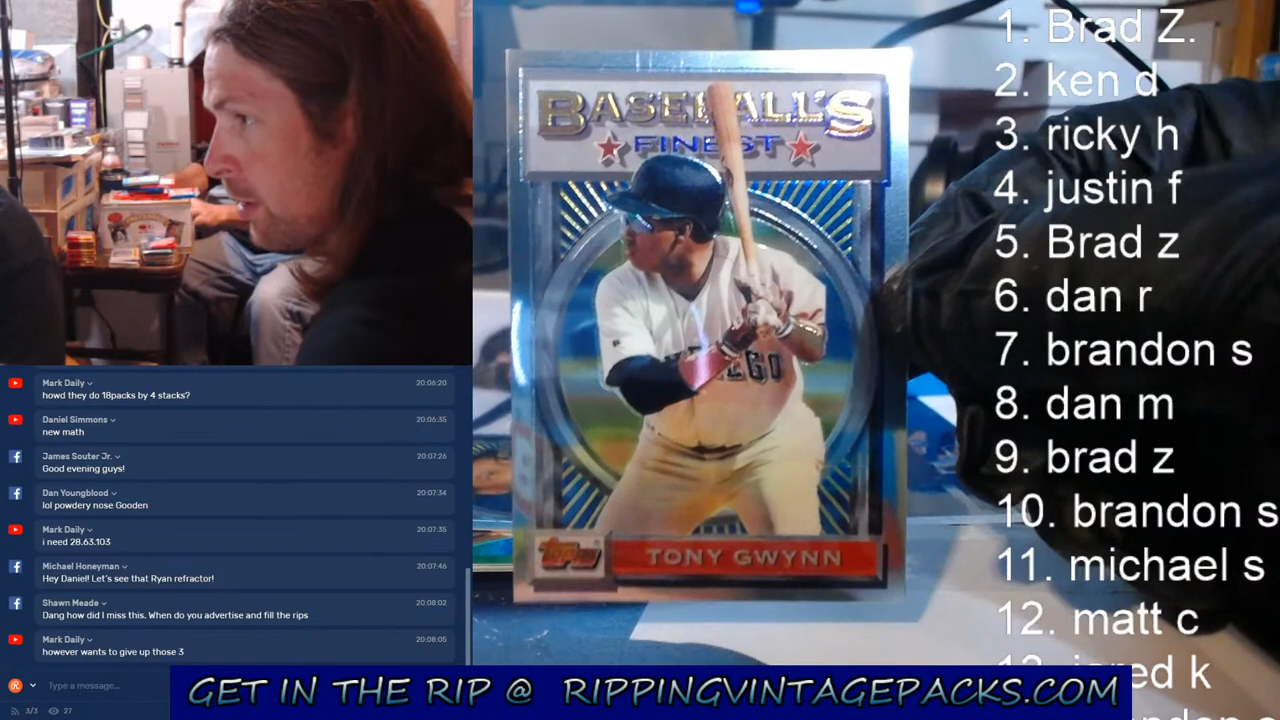 Mark Daily
20:06:20
howd they do 18packs by 4 stacks?
Daniel Simmons
20:06:35
new math
James Souter Jr.
20:07:26
Good evening guys!
Dan Youngblood
20:07:34
lol powdery nose Gooden
Mark Daily
20:07:35
i need 28.63.103
Michael Honeyman
20:07:46
Hey Daniel! Let's see that Ryan refractor!
Shawn Meade
20:08:02
Dang how did I miss this. When do you advertise and fill the rips
Mark Daily
20:08:05
however wants to give up those 3
Type a message...
3/3 27
BASEBALL'S
FINEST
TOPPS
TONY GWYNN
1. Brad Z.
2. ken d
3. ricky h
4. justin f
5. Brad z
6. dan r
7. brandon s
8. dan m
9. brad z
10. brandon s
11. michael s
12. matt c
GET IN THE RIP @ RIPPINGVINTAGEPACKS.COM